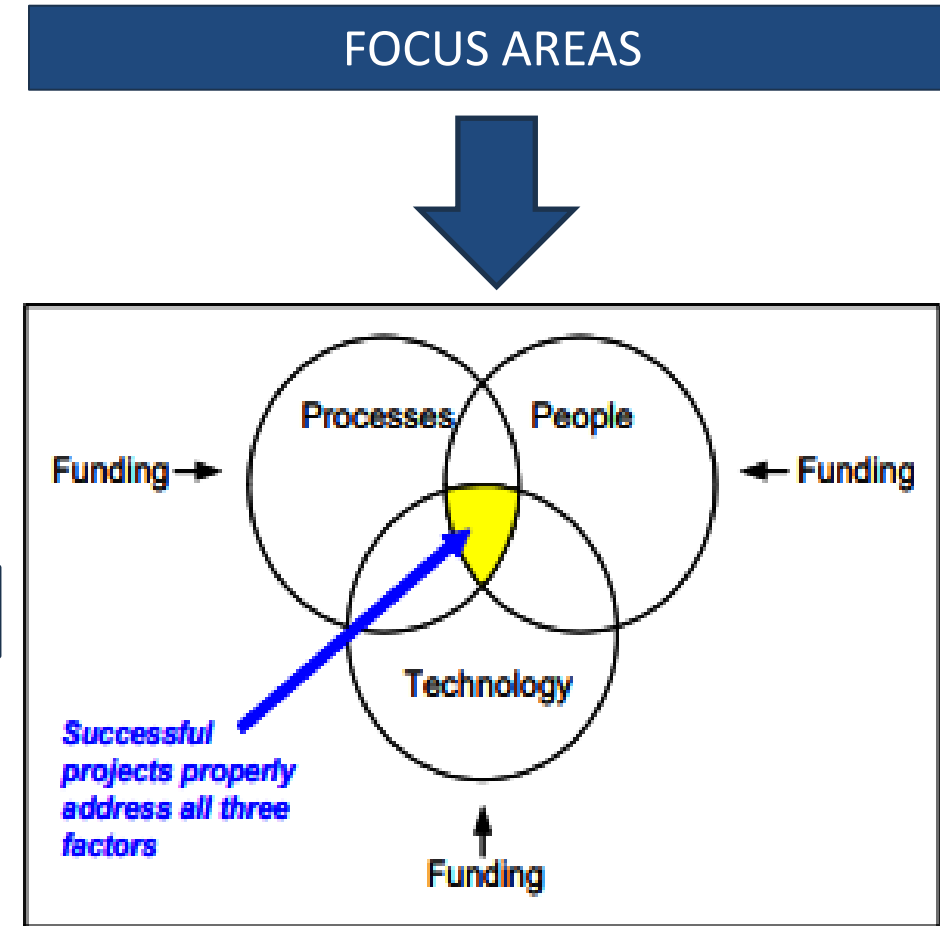 FOCUS AREAS
Processes
People
Funding
Funding
Technology
Successful
projects properly
address all three
factors
Funding